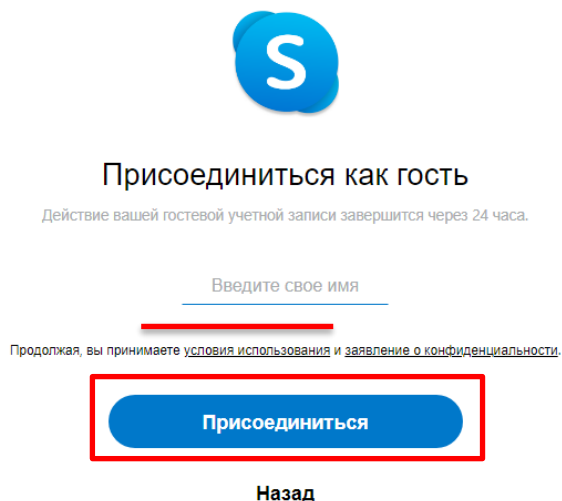 S
Присоединиться как гость
Действие вашей гостевой учетной записи завершится через 24 часа.
Введите свое имя
Продолжая, вы принимаете условия использования и заявление о конфиденциальности.
Присоединиться
Назад